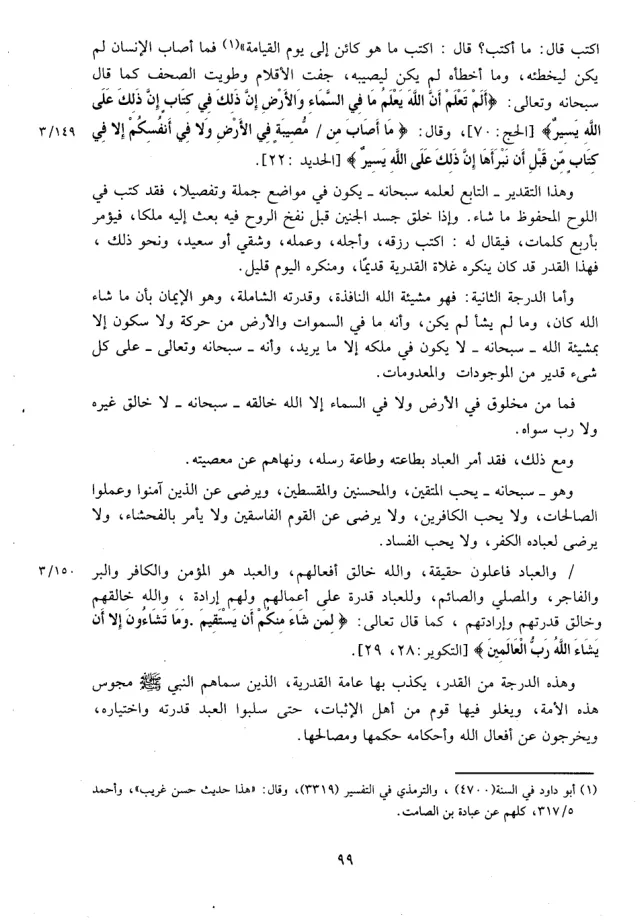 اكتب قال: ما أكتب؟ قال : اكتب ما هو كائن إلى يوم القيامة»(١) فما أصاب الإنسان لم
يكن ليخطئه، وما أخطأه لم يكن ليصيبه، جفت الأقلام وطويت الصحف كما قال
سبحانه وتعالى: ﴿أَلَمْ تَعْلَمْ أَنَّ اللَّهَ يَعْلَمُ مَا فِي السَّمَاءِ وَالأَرْضِ إِنَّ ذَلِكَ فِي كِتَابٍ إِنَّ ذَلِكَ عَلَى
اللَّهِ يَسِيرٌ﴾ [الحج: ٧٠]، وقال: ﴿ مَا أَصَابَ مِن / مُّصِيبَةٍ فِي الأَرْضِ وَلا فِي أَنفُسِكُمْ إِلاَّ فِي ٣/١٤٩
كِتَابٍ مِّن قَبْلِ أَن نَّبْرَأَهَا إِنَّ ذَلِكَ عَلَى اللَّهِ يَسِيرٌ ﴾ [الحديد :٢٢].
وهذا التقدير ـ التابع لعلمه سبحانه ـ يكون في مواضع جملة وتفصيلا، فقد كتب في
اللوح المحفوظ ما شاء. وإذا خلق جسد الجنين قبل نفخ الروح فيه بعث إليه ملكا، فيؤمر
بأربع كلمات، فيقال له : اكتب رزقه، وأجله، وعمله، وشقي أو سعيد، ونحو ذلك ،
فهذا القدر قد كان ينكره غلاة القدرية قديمًا، ومنكره اليوم قليل.
وأما الدرجة الثانية: فهو مشيئة الله النافذة، وقدرته الشاملة، وهو الإيمان بأن ما شاء
الله كان، وما لم يشأ لم يكن، وأنه ما في السموات والأرض من حركة ولا سكون إلا
بمشيئة الله ـ سبحانه ـ لا يكون في ملكه إلا ما يريد، وأنه ـ سبحانه وتعالى ـ على كل
شيء قدير من الموجودات والمعدومات.
فما من مخلوق في الأرض ولا في السماء إلا الله خالقه ـ سبحانه ـ لا خالق غيره
ولا رب سواه.
ومع ذلك، فقد أمر العباد بطاعته وطاعة رسله، ونهاهم عن معصيته.
وهو ـ سبحانه ـ يحب المتقين، والمحسنين والمقسطين، ويرضى عن الذين آمنوا وعملوا
الصالحات، ولا يحب الكافرين، ولا يرضى عن القوم الفاسقين ولا يأمر بالفحشاء، ولا
يرضى لعباده الكفر، ولا يحب الفساد.
/ والعباد فاعلون حقيقة، والله خالق أفعالهم، والعبد هو المؤمن والكافر والبر ٣/١٥٠
والفاجر، والمصلي والصائم، وللعباد قدرة على أعمالهم ولهم إرادة ، والله خالقهم
وخالق قدرتهم وإرادتهم ، كما قال تعالى: ﴿ لِمَن شَاءَ مِنكُمْ أَن يَسْتَقِيمَ .وَمَا تَشَاءُونَ إِلاَّ أَن
يَشَاءَ اللَّهُ رَبُّ الْعَالَمِينَ ﴾ [التكوير:٢٨، ٢٩].
وهذه الدرجة من القدر، يكذب بها عامة القدرية، الذين سماهم النبي ﷺ مجوس
هذه الأمة، ويغلو فيها قوم من أهل الإثبات، حتى سلبوا العبد قدرته واختياره،
ويخرجون عن أفعال الله وأحكامه حكمها ومصالحها.
(١) أبو داود في السنة(٤٧٠٠) ، والترمذي في التفسير (٣٣١٩)، وقال: «هذا حديث حسن غريب»، وأحمد
٣١٧/٥، كلهم عن عبادة بن الصامت.
٩٩